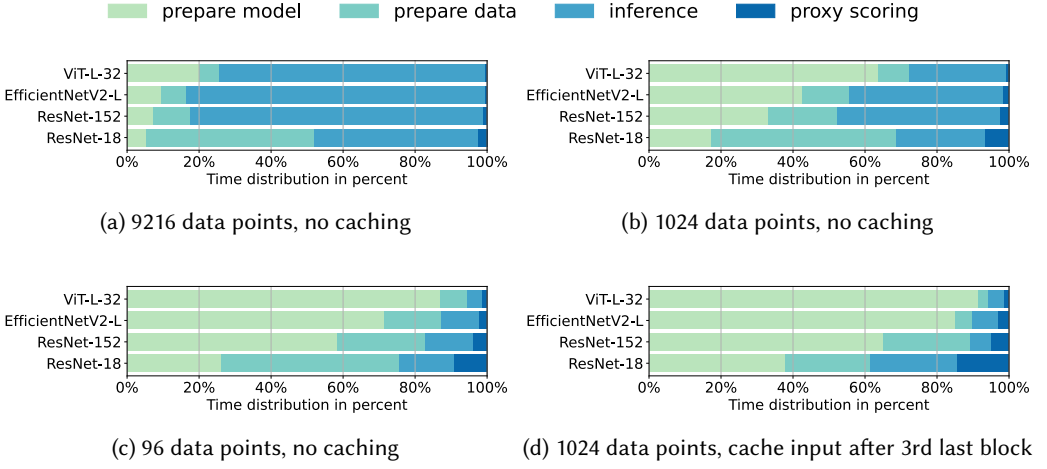 prepare model prepare data inference proxy scoring
ViT-L-32
EfficientNetV2-L
ResNet-152
ResNet-18
0% 20% 40% 60% 80% 100%
Time distribution in percent
(a) 9216 data points, no caching
ViT-L-32
EfficientNetV2-L
ResNet-152
ResNet-18
0% 20% 40% 60% 80% 100%
Time distribution in percent
(b) 1024 data points, no caching
ViT-L-32
EfficientNetV2-L
ResNet-152
ResNet-18
0% 20% 40% 60% 80% 100%
Time distribution in percent
(c) 96 data points, no caching
ViT-L-32
EfficientNetV2-L
ResNet-152
ResNet-18
0% 20% 40% 60% 80% 100%
Time distribution in percent
(d) 1024 data points, cache input after 3rd last block